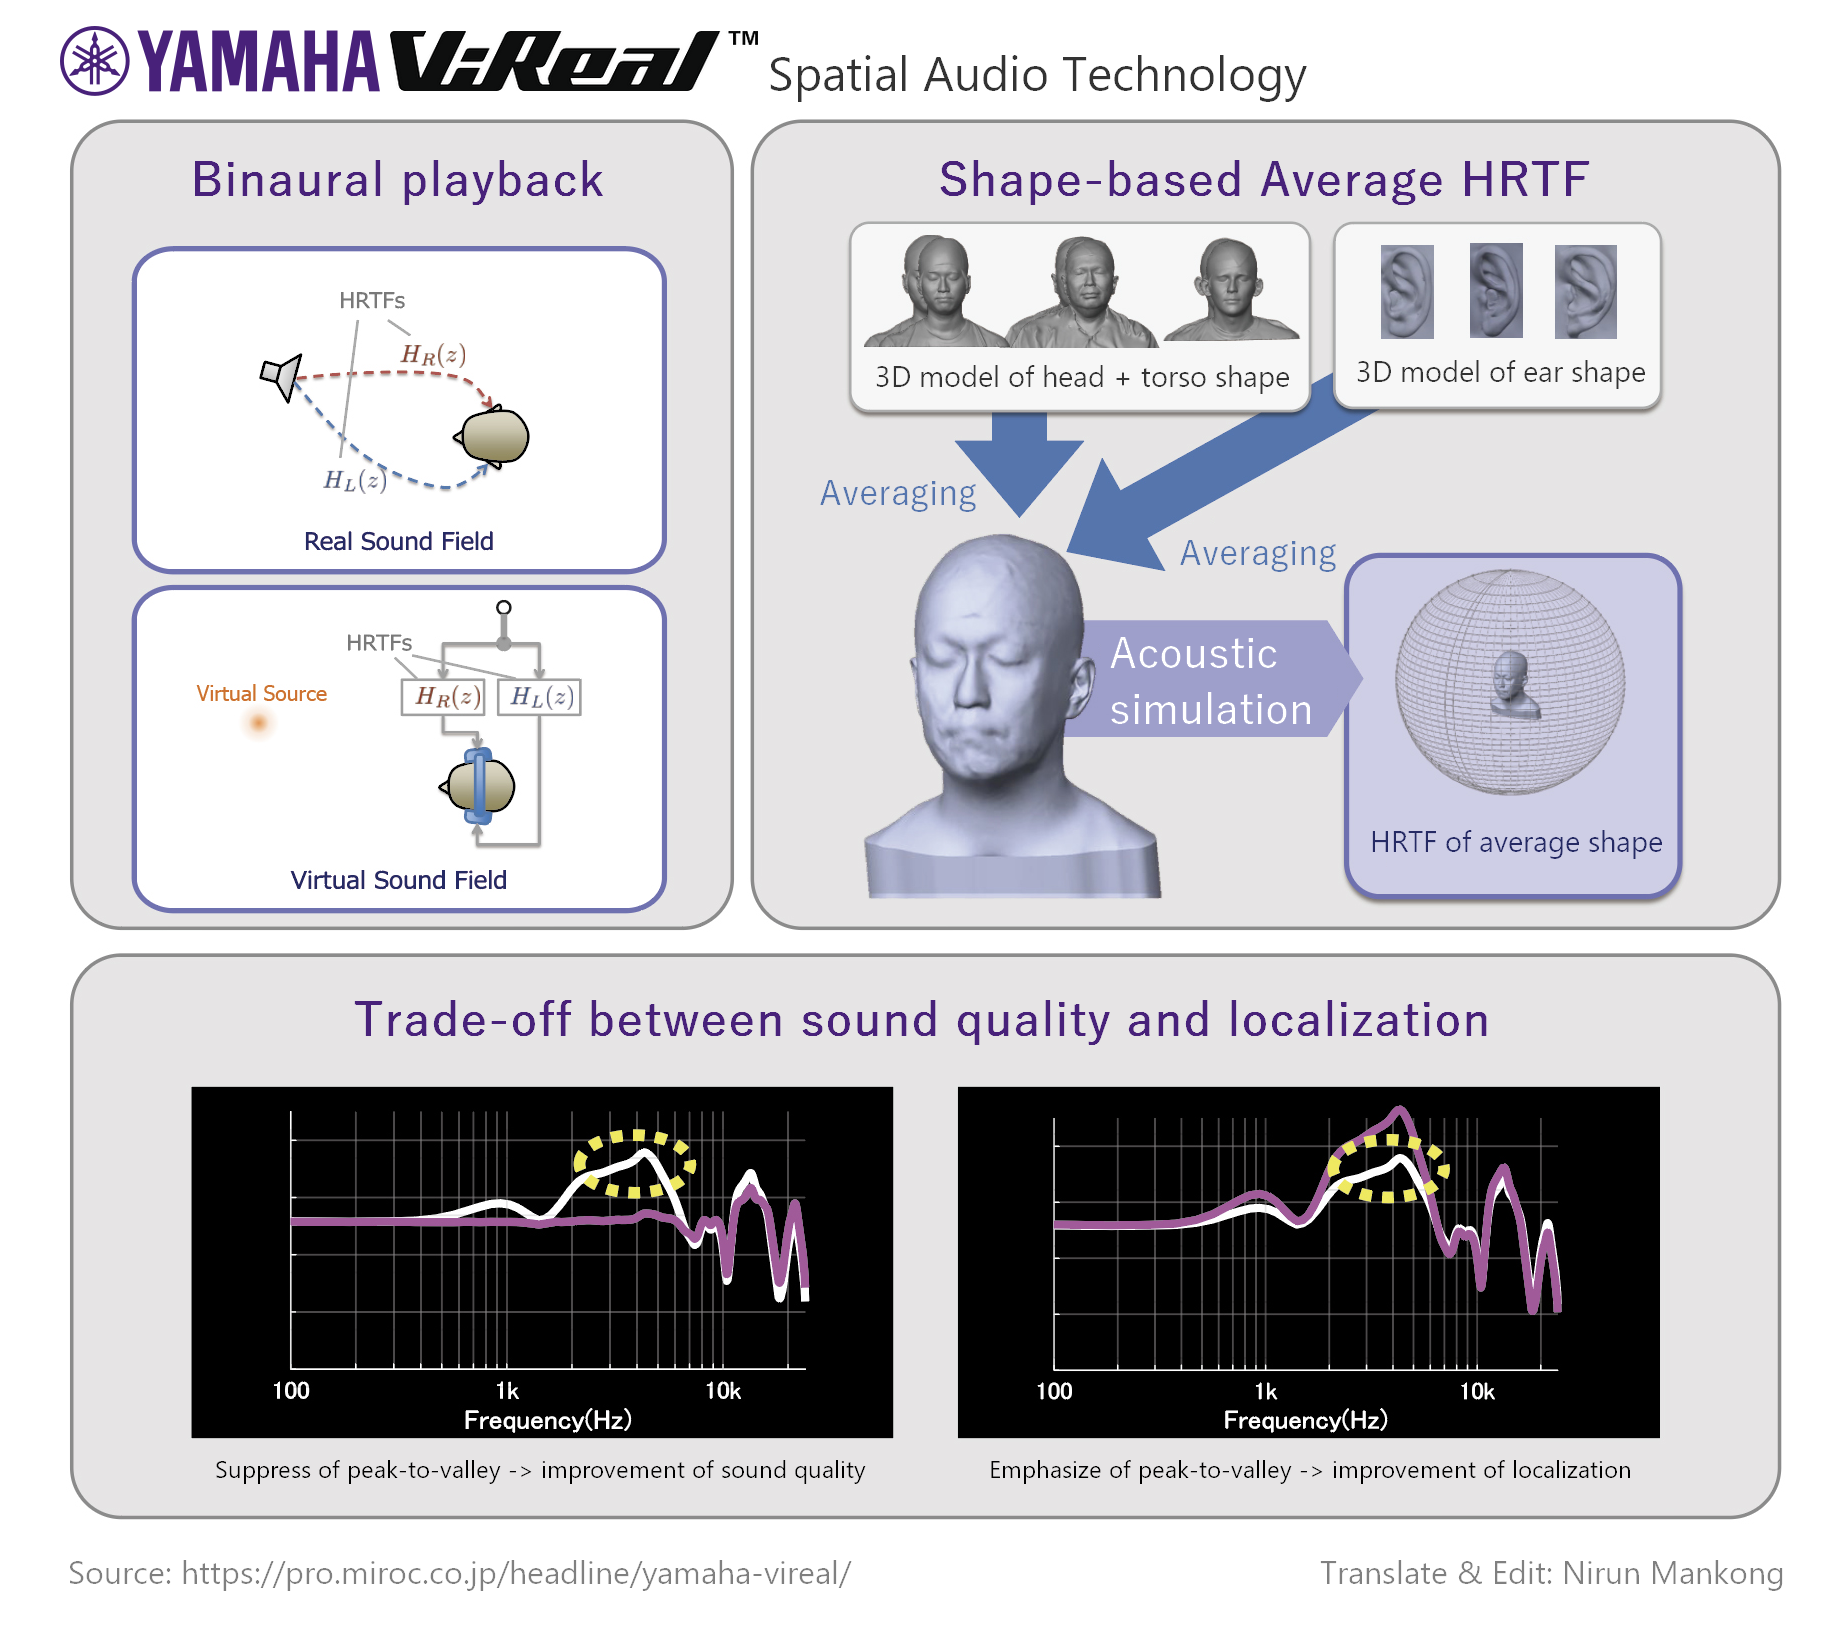 YAMAHA ViReal™ Spatial Audio Technology
Binaural playback
HRTFs
H_R(z)
H_L(z)
Real Sound Field
HRTFs
Virtual Source
H_R(z) H_L(z)
Virtual Sound Field
Shape-based Average HRTF
3D model of head + torso shape
3D model of ear shape
Averaging
Averaging
Acoustic
simulation
HRTF of average shape
Trade-off between sound quality and localization
100 1k 10k
Frequency(Hz)
Suppress of peak-to-valley -> improvement of sound quality
100 1k 10k
Frequency(Hz)
Emphasize of peak-to-valley -> improvement of localization
Source: https://pro.miroc.co.jp/headline/yamaha-vireal/
Translate & Edit: Nirun Mankong